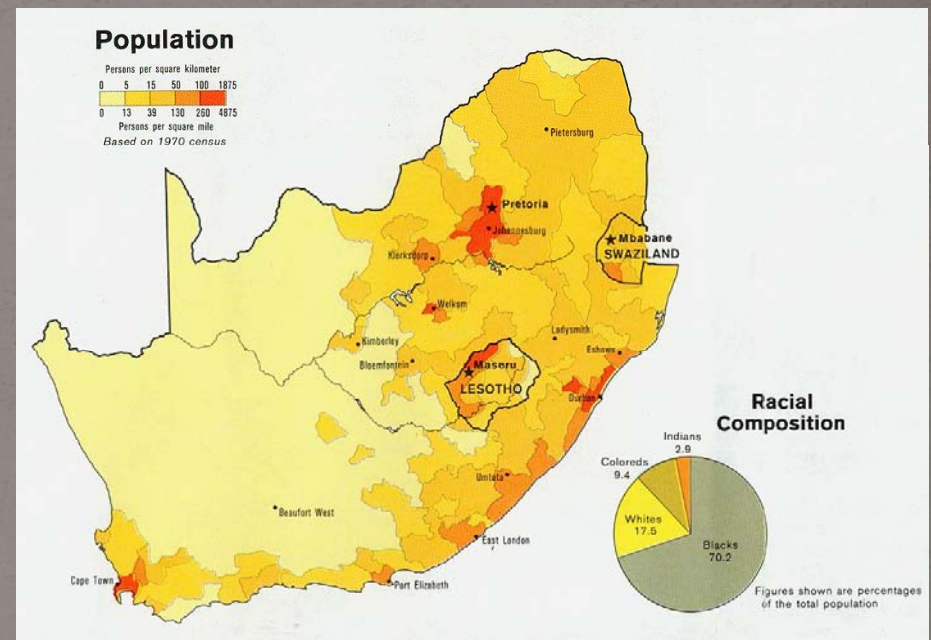 Population
Persons per square kilometer
0 5 15 50 100 1875
0 13 39 130 260 4875
Persons per square mile
Based on 1970 census
Pietersburg
Pretoria
Johannesburg
Mbabane
SWAZILAND
Klerksdorp
Welkom
Ladysmith
Kimberley
Eshowe
Bloemfontein
Maseru
LESOTHO
Durban
Umtata
Beaufort West
East London
Cape Town
Port Elizabeth
Racial
Composition
Indians
2.9
Coloreds
9.4
Whites
17.5
Blacks
70.2
Figures shown are percentages
of the total population